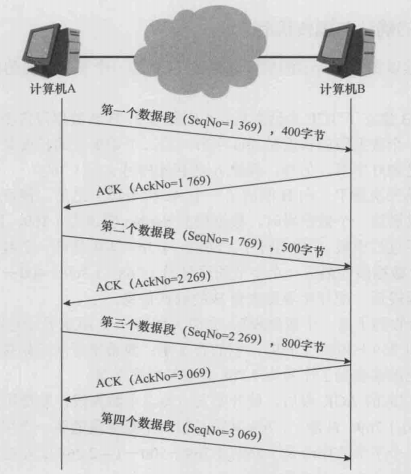 计算机A
计算机B
第一个数据段（SeqNo=1 369），400字节
ACK（AckNo=1 769）
第二个数据段（SeqNo=1 769），500字节
ACK（AckNo=2 269）
第三个数据段（SeqNo=2 269），800字节
ACK（AckNo=3 069）
第四个数据段（SeqNo=3 069）